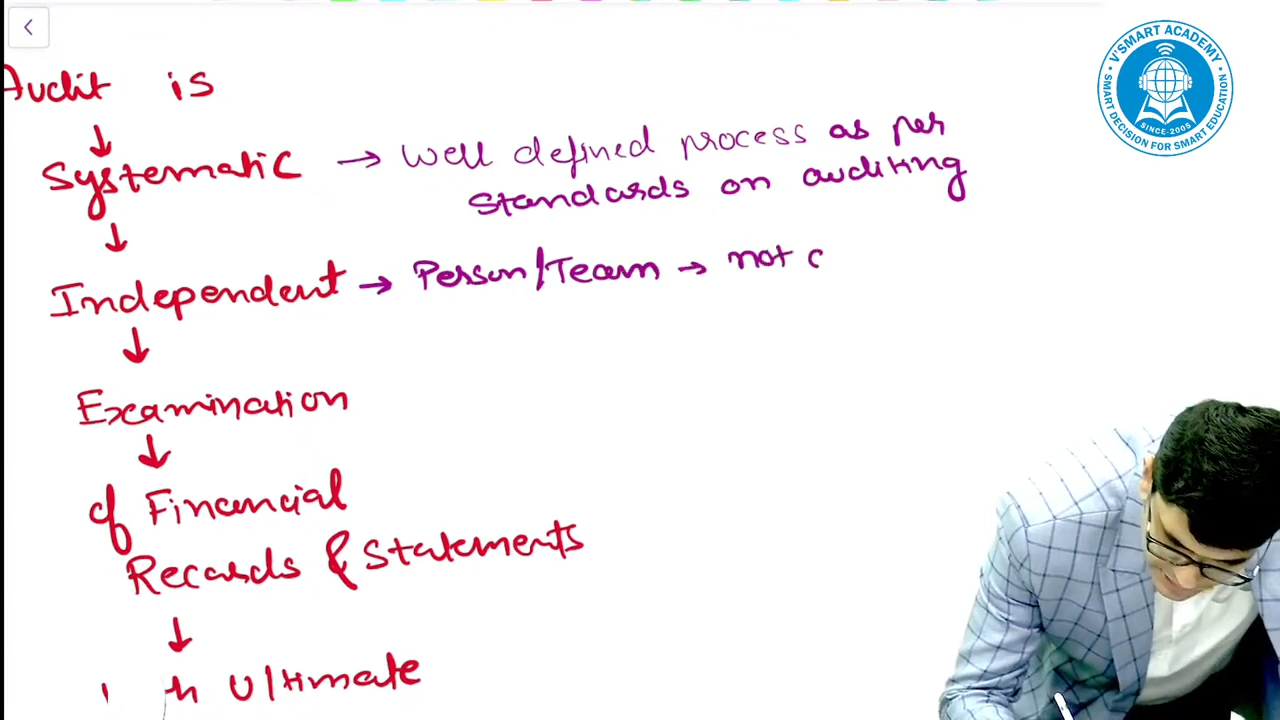 Audit is
↓
Systematic → Well defined process as per
standards on auditing
↓
Independent → Person/Team → not
↓
Examination
↓
of Financial
Records & Statements
↓
Ultimate
V'SMART ACADEMY
SINCE-2005
SMART DECISION FOR SMART EDUCATION